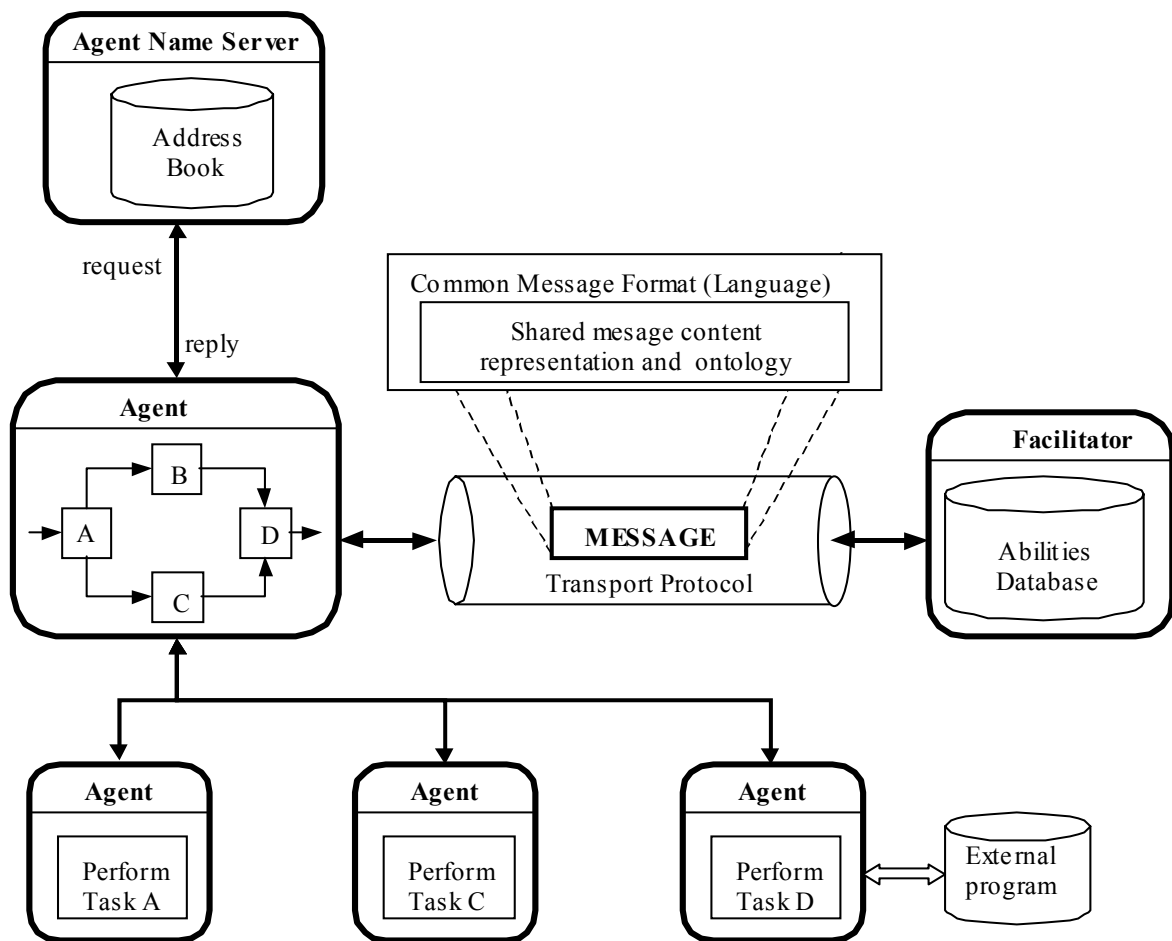 Agent Name Server
Address
Book
request
reply
Common Message Format (Language)
Shared mesage content
representation and ontology
Agent
A
B
C
D
MESSAGE
Transport Protocol
Facilitator
Abilities
Database
Agent
Perform
Task A
Agent
Perform
Task C
Agent
Perform
Task D
External
program